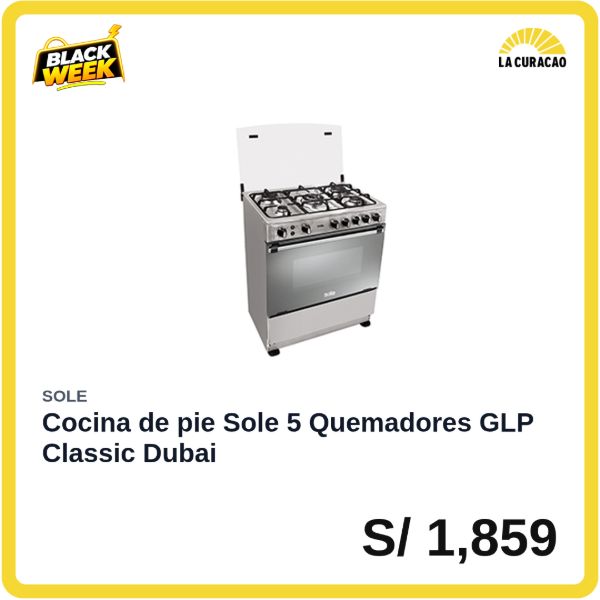 BLACK
WEEK
LA CURACAO
SOLE
Cocina de pie Sole 5 Quemadores GLP
Classic Dubai
S/ 1,859